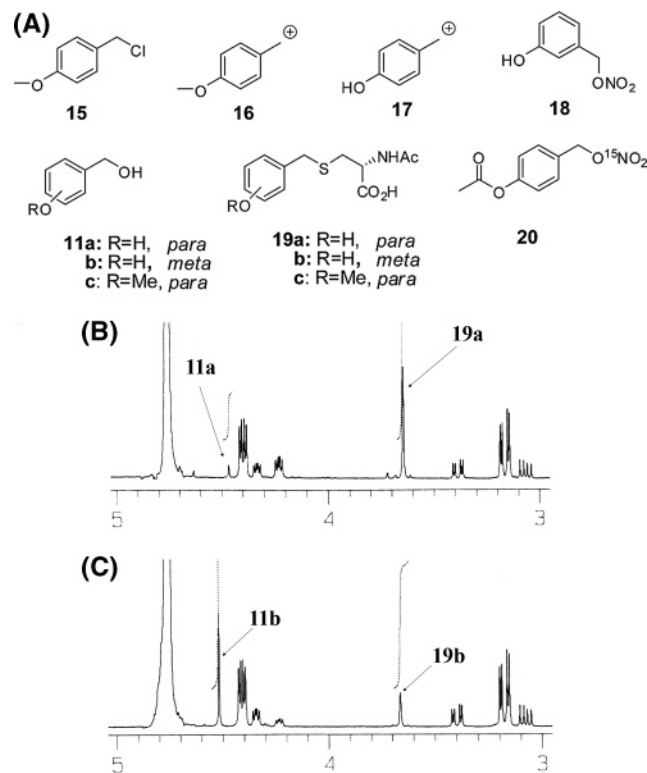 (A)
Cl
O
15
⊕
O
16
⊕
HO
17
HO
ONO2
18
OH
RO
11a: R=H, para
b: R=H, meta
c: R=Me, para
NHAc
S
CO2H
RO
19a: R=H, para
b: R=H, meta
c: R=Me, para
O
O
O15NO2
20
(B)
11a
19a
5 4 3
(C)
11b
19b
5 4 3